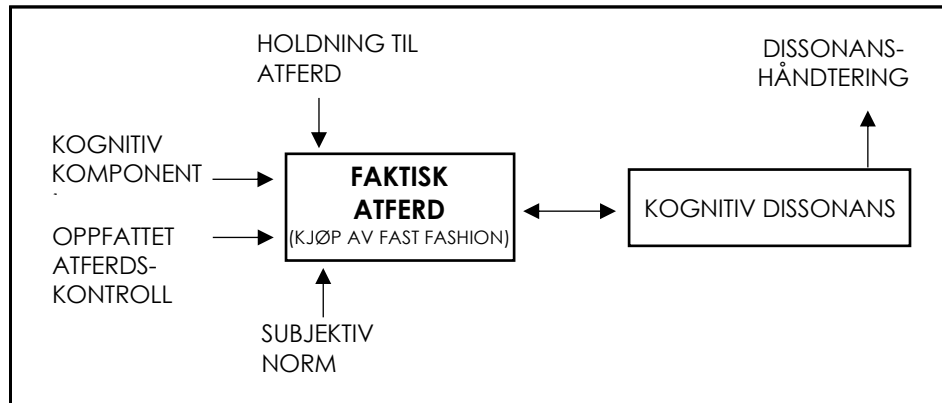 HOLDNING TIL
ATFERD
DISSONANS-
HÅNDTERING
KOGNITIV
KOMPONENT
FAKTISK
ATFERD
(KJØP AV FAST FASHION)
KOGNITIV DISSONANS
OPPFATTET
ATFERDS-
KONTROLL
SUBJEKTIV
NORM